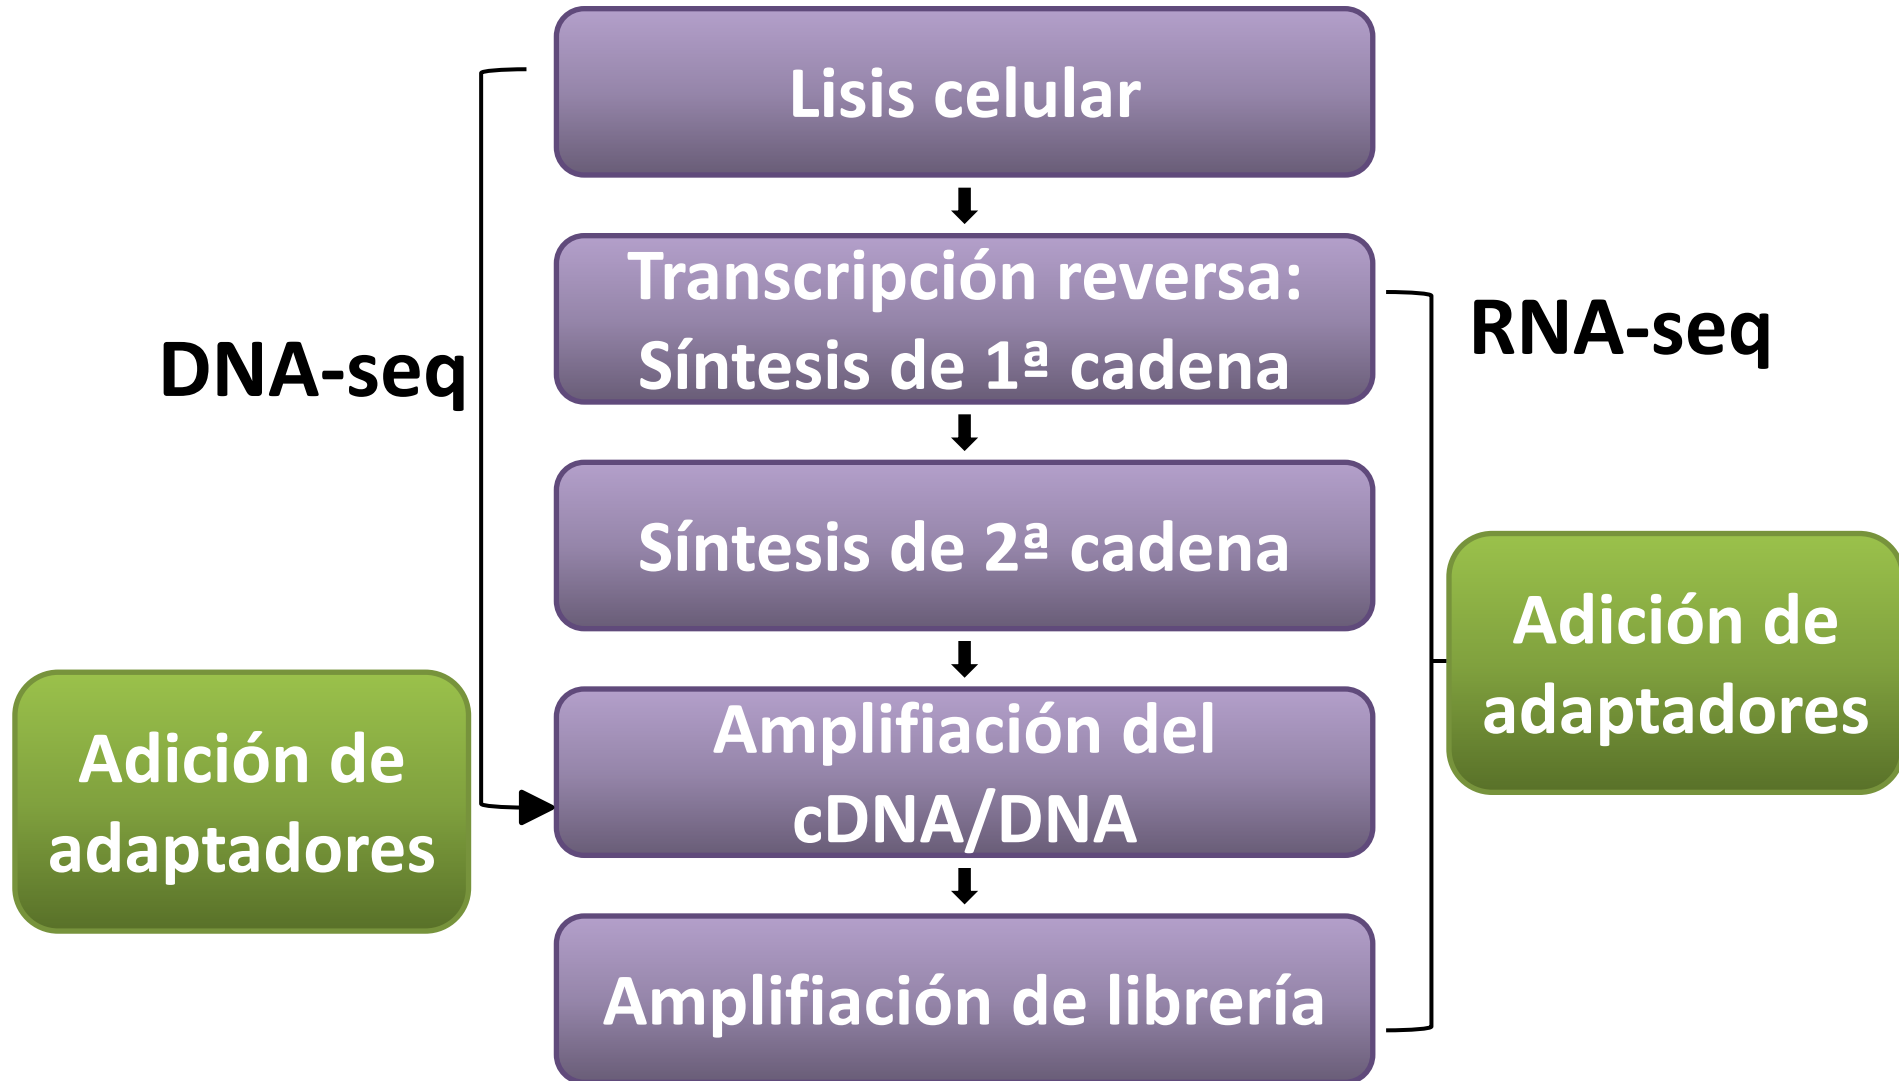 Lisis celular
Transcripción reversa:
Síntesis de 1ª cadena
RNA-seq
DNA-seq
Síntesis de 2ª cadena
Adición de
adaptadores
Amplifiación del
cDNA/DNA
Adición de
adaptadores
Amplifiación de librería